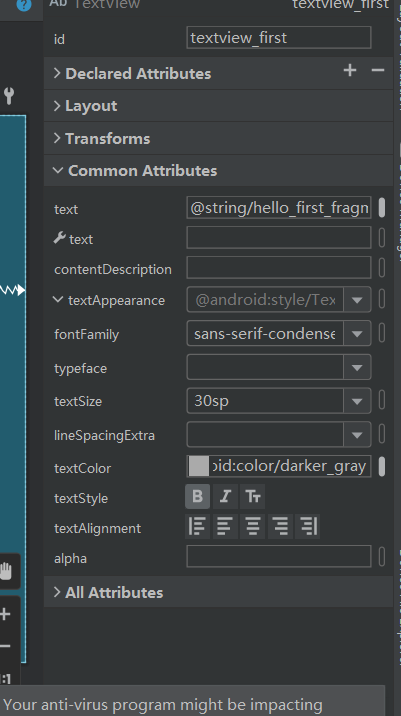 Ab TextView textview_first
id textview_first
Declared Attributes
Layout
Transforms
Common Attributes
text @string/hello_first_fragn
text
contentDescription
textAppearance @android:style/Tex
fontFamily sans-serif-condense
typeface
textSize 30sp
lineSpacingExtra
textColor oid:color/darker_gray
textStyle B I Tт
textAlignment
alpha
All Attributes
1:1
Your anti-virus program might be impacting